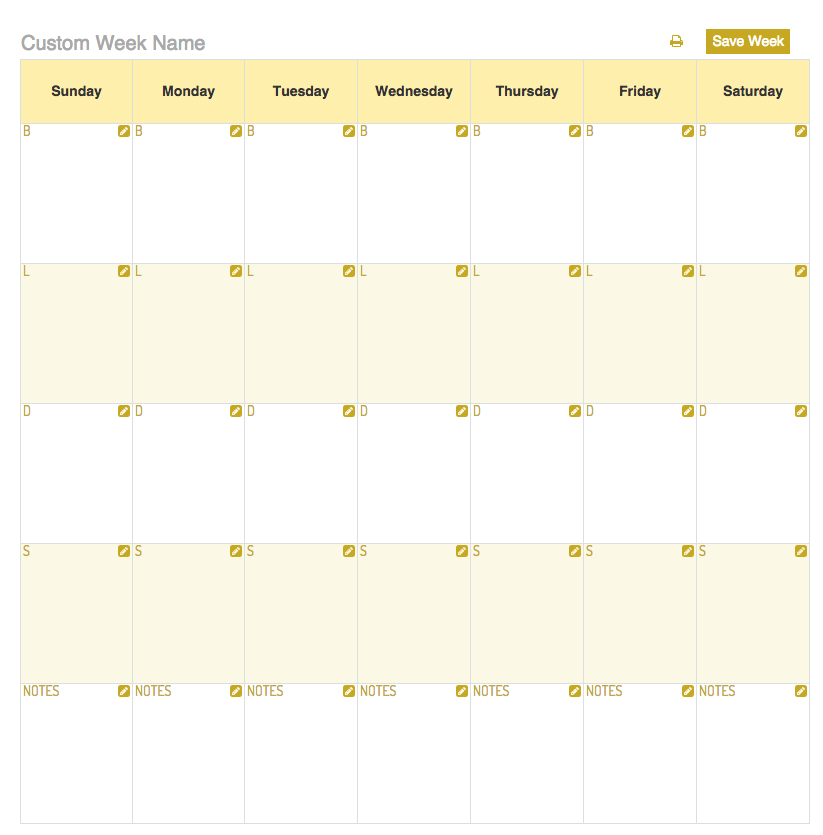 Custom Week Name Save Week
Sunday Monday Tuesday Wednesday Thursday Friday Saturday
B B B B B B B
L L L L L L L
D D D D D D D
S S S S S S S
NOTES NOTES NOTES NOTES NOTES NOTES NOTES